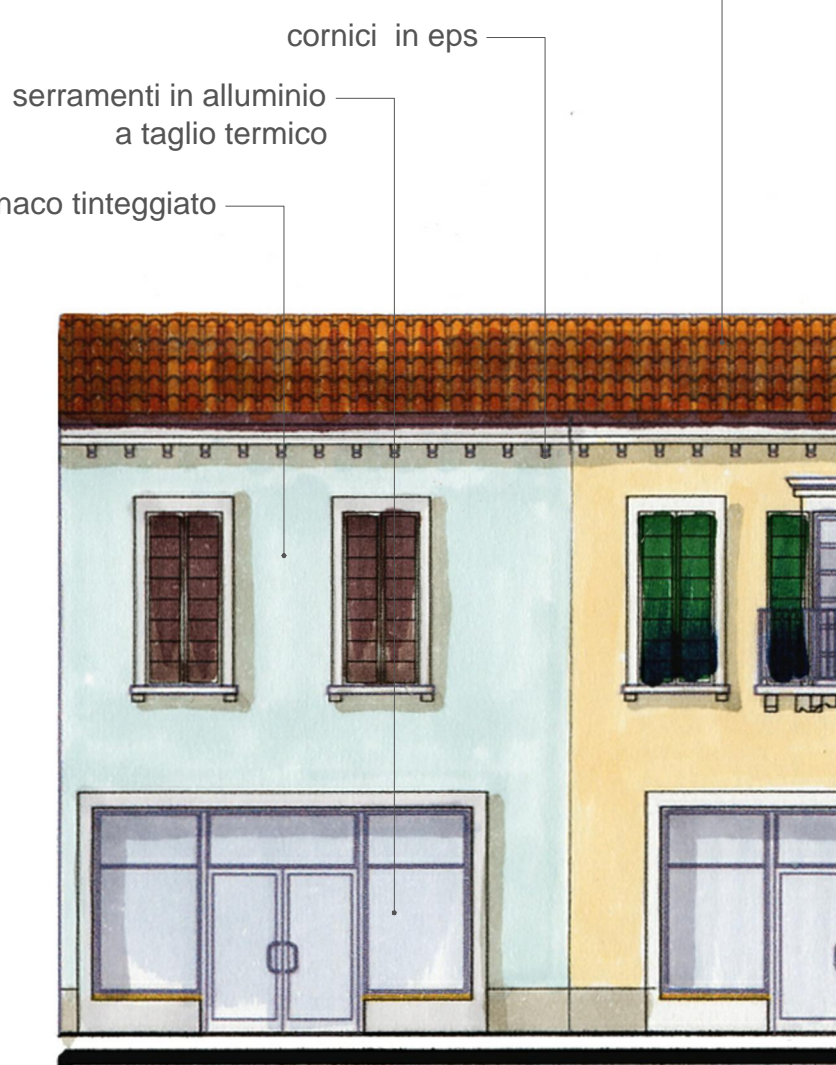 cornici in eps
serramenti in alluminio
a taglio termico
tinteggiato